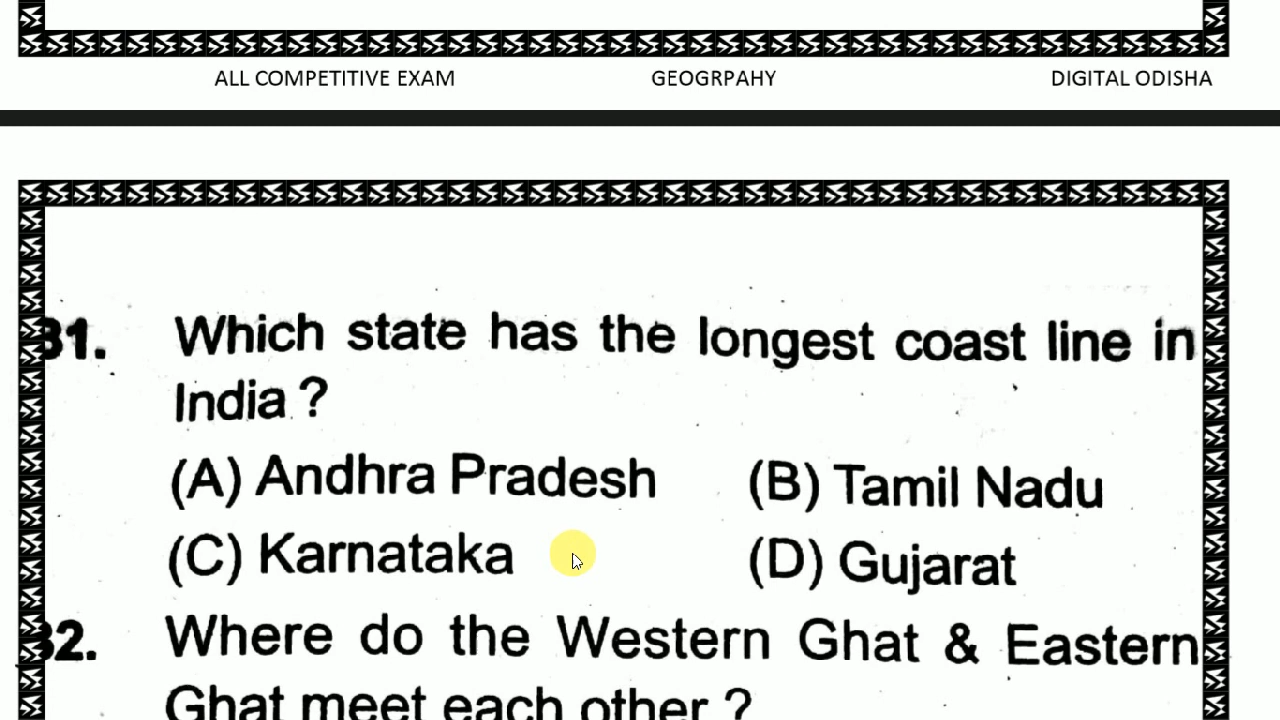 ALL COMPETITIVE EXAM GEOGRPAHY DIGITAL ODISHA
31. Which state has the longest coast line in
India ?
(A) Andhra Pradesh (B) Tamil Nadu
(C) Karnataka (D) Gujarat
32. Where do the Western Ghat & Eastern
Ghat meet each other ?